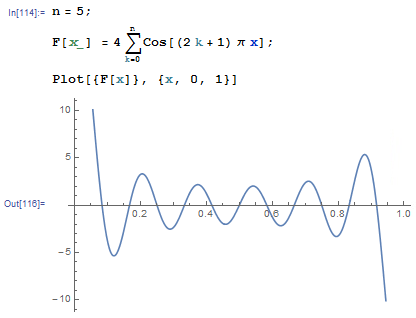 In[114]:= n = 5;
n
F[x_] = 4 ∑ Cos[(2 k + 1) π x];
k=0
Plot[{F[x]}, {x, 0, 1}]
10
5
Out[116]=
0.2 0.4 0.6 0.8 1.0
-5
-10